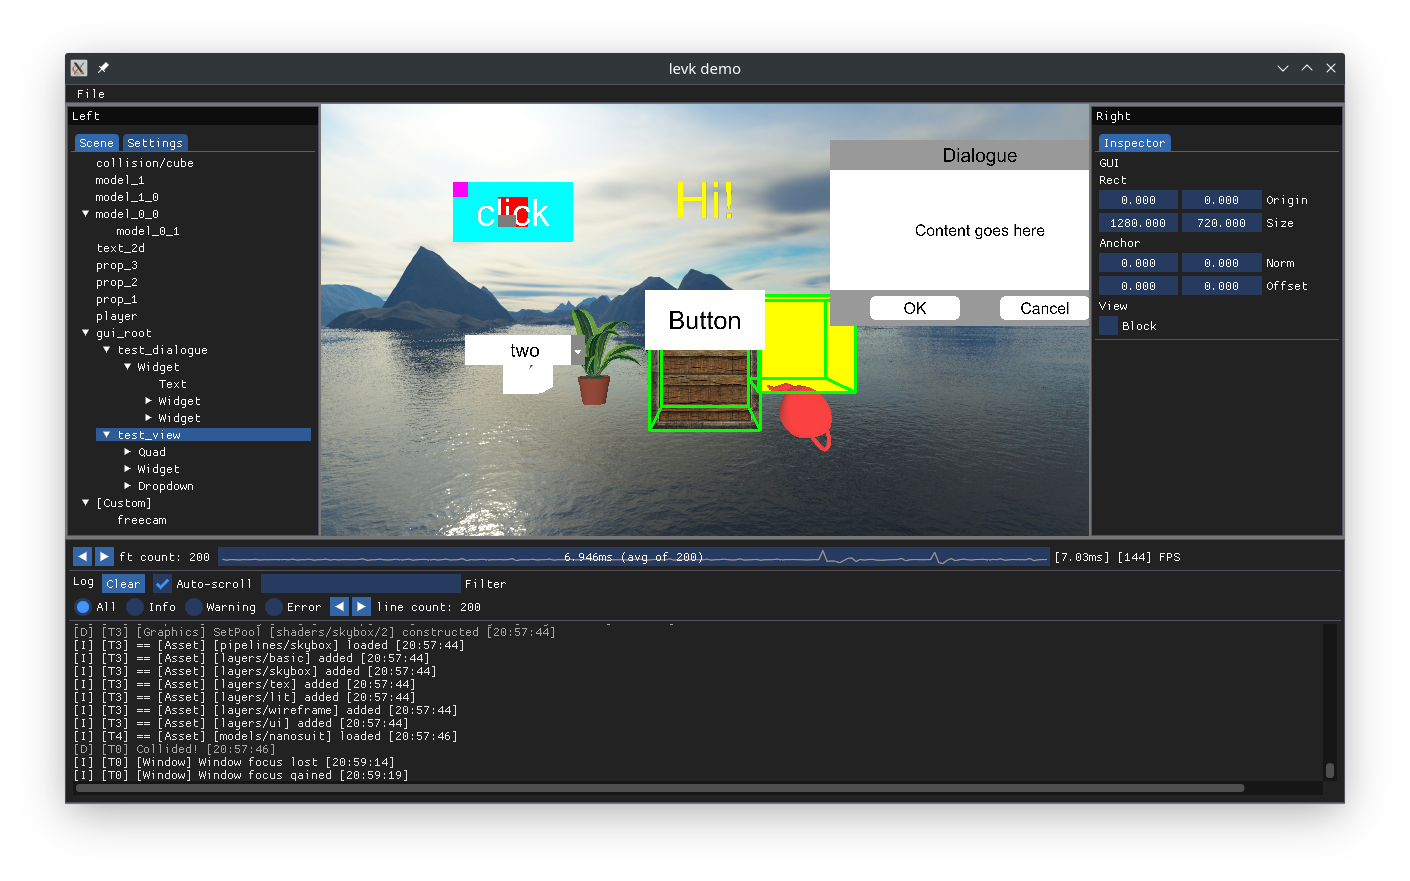 levk demo
File
Left
Scene Settings
collision/cube
model_1
model_1_0
model_0_0
model_0_1
text_2d
prop_3
prop_2
prop_1
player
gui_root
test_dialogue
Widget
Text
Widget
Widget
test_view
Quad
Widget
Dropdown
[Custom]
freecam
click
Hi!
Dialogue
Content goes here
OK Cancel
Button
two
Right
Inspector
GUI
Rect
0.000 0.000 Origin
1280.000 720.000 Size
Anchor
0.000 0.000 Norm
0.000 0.000 Offset
View
Block
ft count: 200 6.946ms (avg of 200) [7.03ms] [144] FPS
Log Clear Auto-scroll Filter
All Info Warning Error line count: 200
[D] [T3] [Graphics] SetPool [shaders/skybox/2] constructed [20:57:44]
[I] [T3] == [Asset] [pipelines/skybox] loaded [20:57:44]
[I] [T3] == [Asset] [layers/basic] added [20:57:44]
[I] [T3] == [Asset] [layers/skybox] added [20:57:44]
[I] [T3] == [Asset] [layers/tex] added [20:57:44]
[I] [T3] == [Asset] [layers/lit] added [20:57:44]
[I] [T3] == [Asset] [layers/wireframe] added [20:57:44]
[I] [T3] == [Asset] [layers/ui] added [20:57:44]
[I] [T4] == [Asset] [models/nanosuit] loaded [20:57:46]
[D] [T0] Collided! [20:57:46]
[I] [T0] [Window] Window focus lost [20:59:14]
[I] [T0] [Window] Window focus gained [20:59:19]